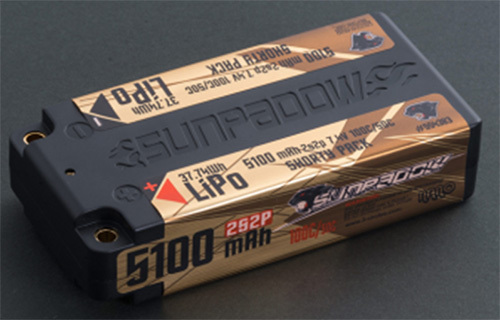 5100 mAh-2s2p 7.4V 100C/50C
SHORTY PACK
37.74Wh
LiPo
-
SUNPADOW
+
37.74Wh
LiPo
5100 mAh-2s2p 7.4V 100C/50C
SHORTY PACK
SUNPADOW
5100
2S2P
mAh